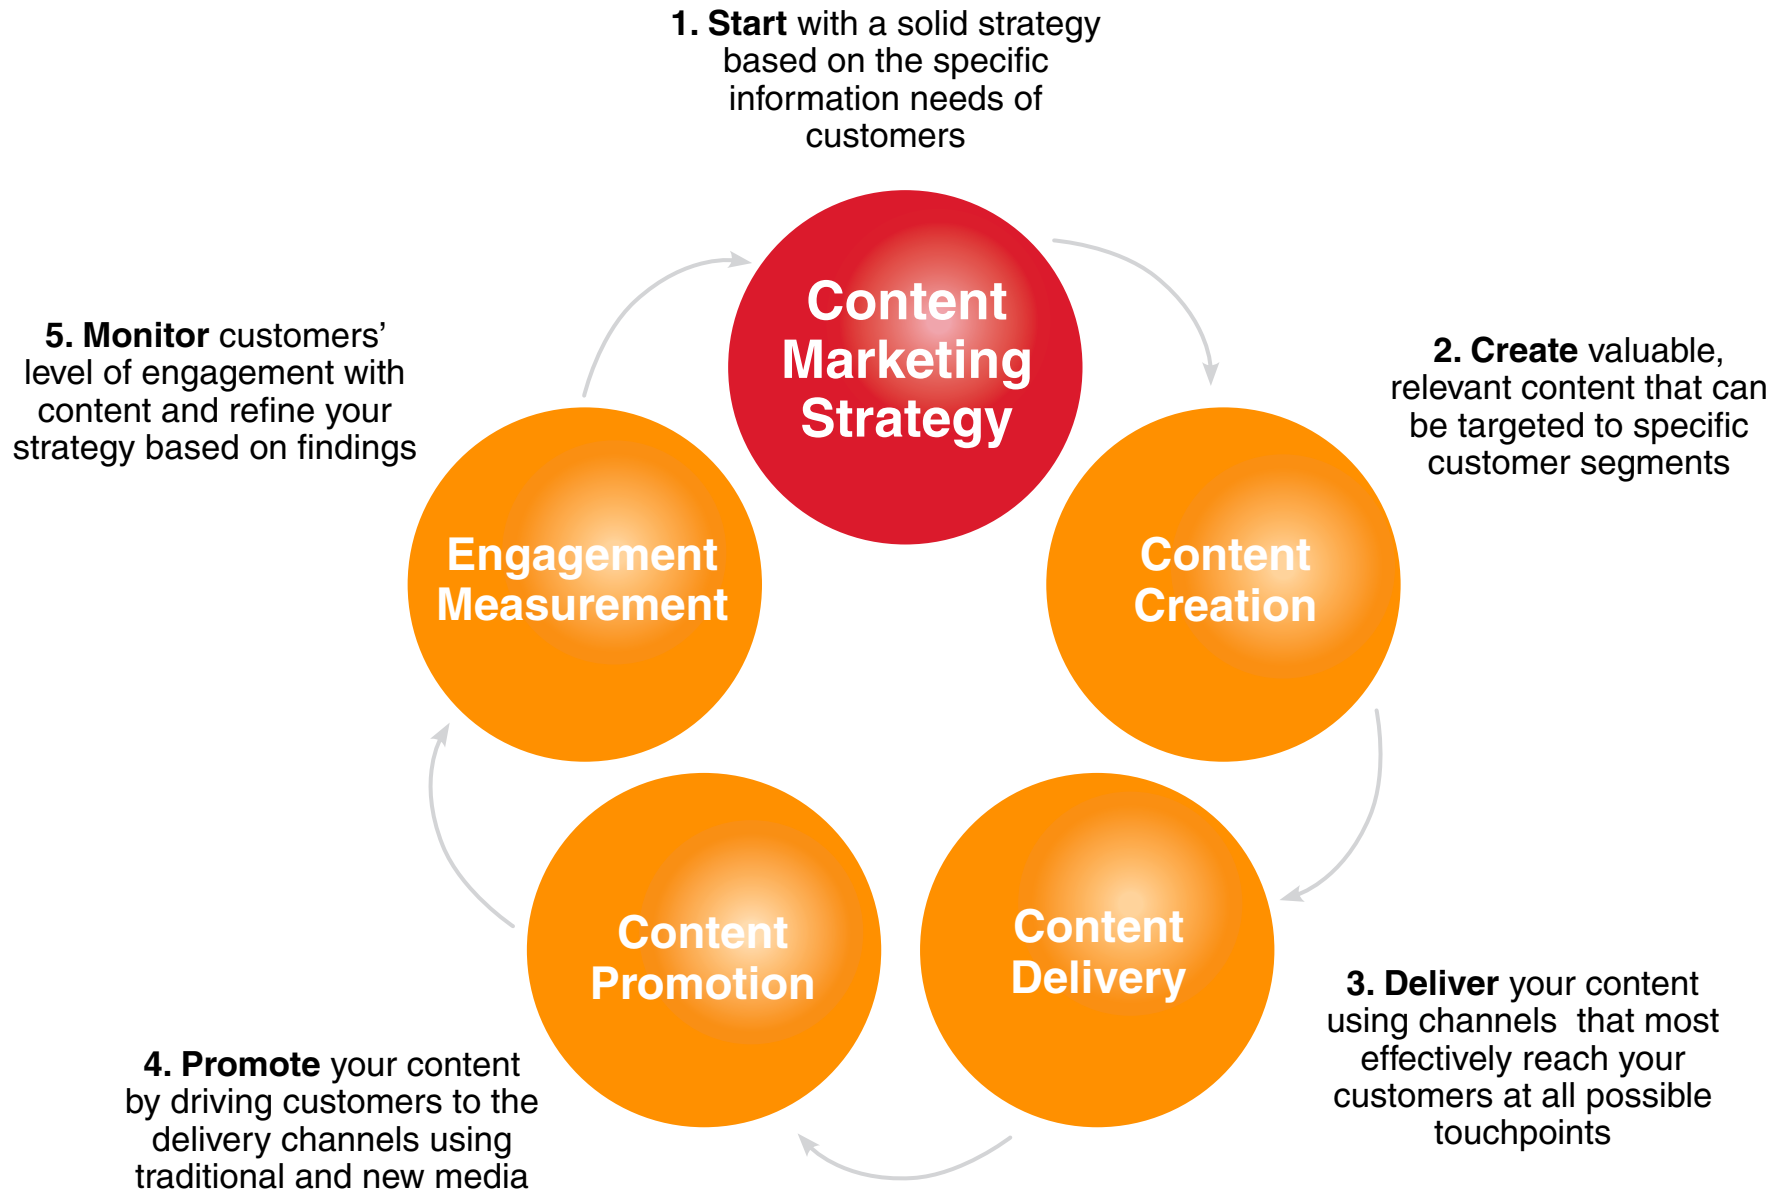 1. Start with a solid strategy
based on the specific
information needs of
customers
Content
Marketing
Strategy
2. Create valuable,
relevant content that can
be targeted to specific
customer segments
Content
Creation
3. Deliver your content
using channels  that most
effectively reach your
customers at all possible
touchpoints
Content
Delivery
4. Promote your content
by driving customers to the
delivery channels using
traditional and new media
Content
Promotion
5. Monitor customers’
level of engagement with
content and refine your
strategy based on findings
Engagement
Measurement